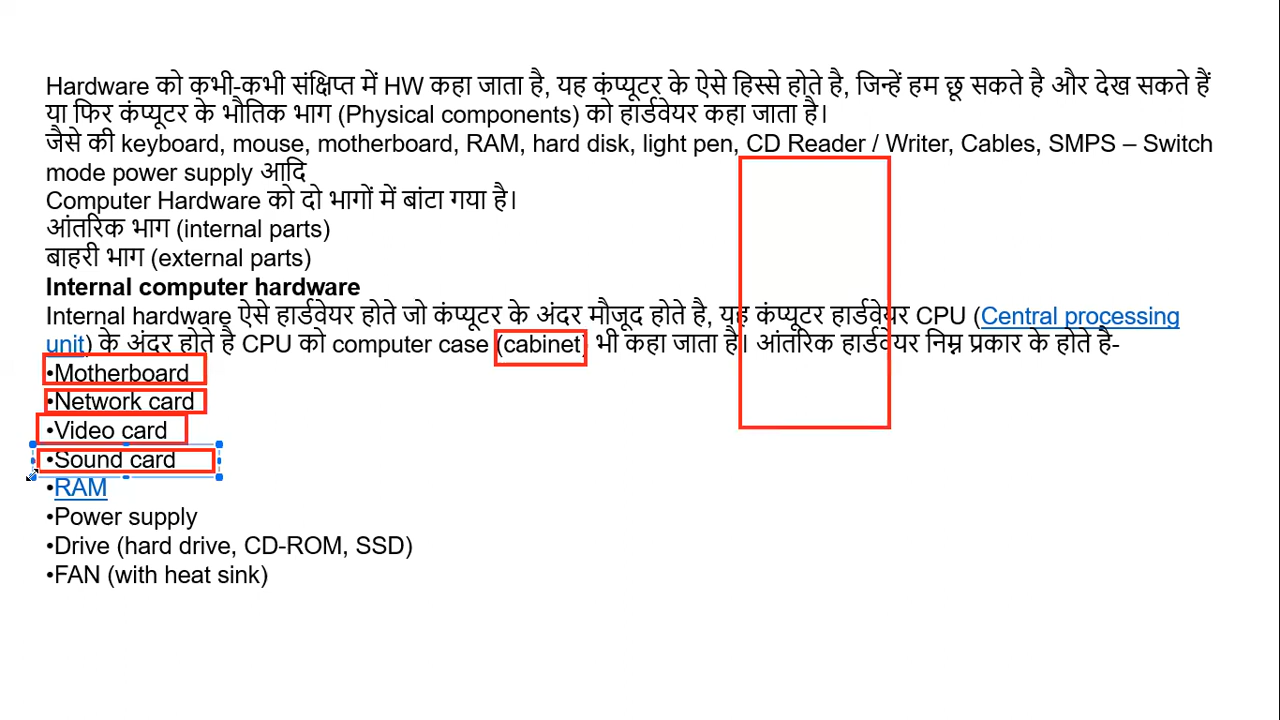 Hardware को कभी-कभी संक्षिप्त में HW कहा जाता है, यह कंप्यूटर के ऐसे हिस्से होते है, जिन्हें हम छू सकते है और देख सकते हैं
या फिर कंप्यूटर के भौतिक भाग (Physical components) को हार्डवेयर कहा जाता है।
जैसे की keyboard, mouse, motherboard, RAM, hard disk, light pen, CD Reader / Writer, Cables, SMPS – Switch
mode power supply आदि
Computer Hardware को दो भागों में बांटा गया है।
आंतरिक भाग (internal parts)
बाहरी भाग (external parts)
Internal computer hardware
Internal hardware ऐसे हार्डवेयर होते जो कंप्यूटर के अंदर मौजूद होते है, यह कंप्यूटर हार्डवेयर CPU (Central processing
unit) के अंदर होते है CPU को computer case (cabinet) भी कहा जाता है। आंतरिक हार्डवेयर निम्न प्रकार के होते है-
•Motherboard
•Network card
•Video card
•Sound card
•RAM
•Power supply
•Drive (hard drive, CD-ROM, SSD)
•FAN (with heat sink)